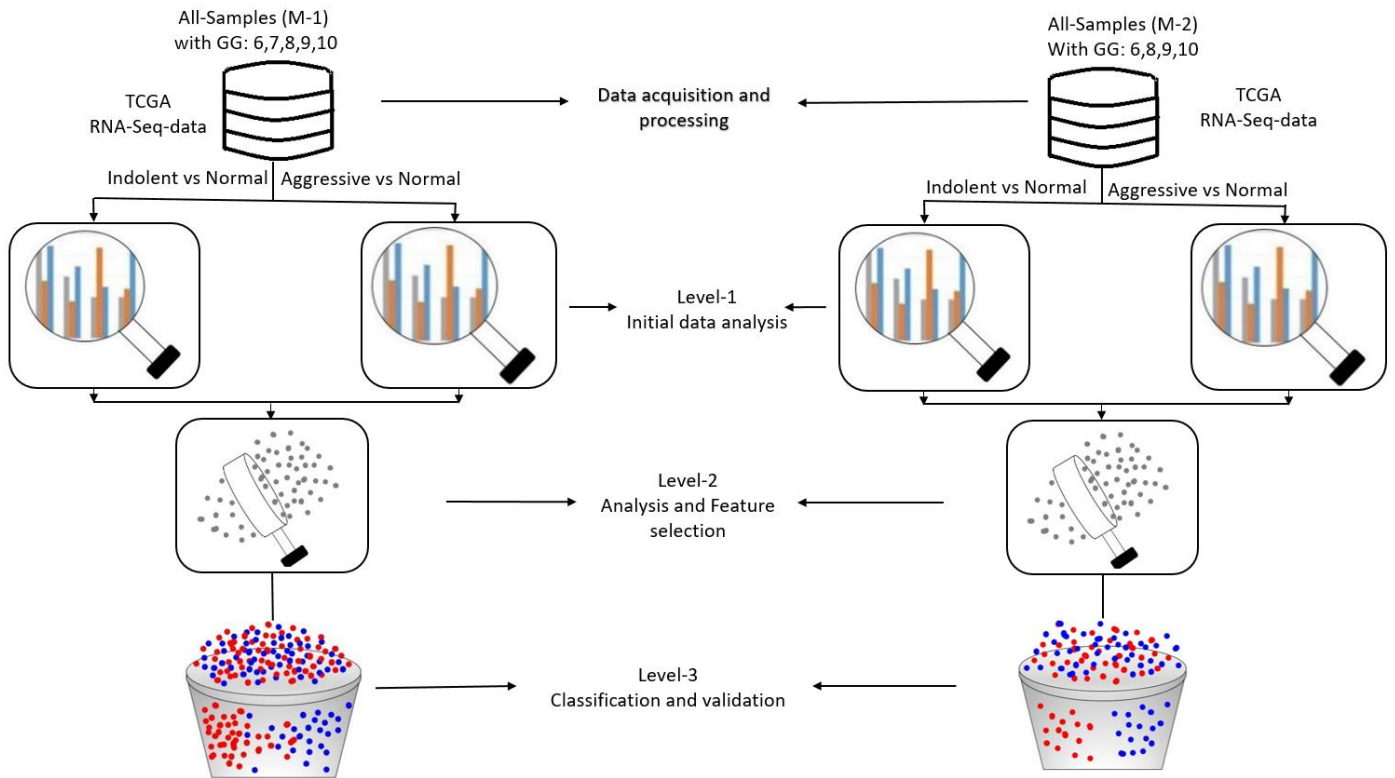 All-Samples (M-1)
with GG: 6,7,8,9,10
All-Samples (M-2)
With GG: 6,8,9,10
TCGA
RNA-Seq-data
Data acquisition and
processing
TCGA
RNA-Seq-data
Indolent vs Normal
Aggressive vs Normal
Indolent vs Normal
Aggressive vs Normal
Level-1
Initial data analysis
Level-2
Analysis and Feature
selection
Level-3
Classification and validation